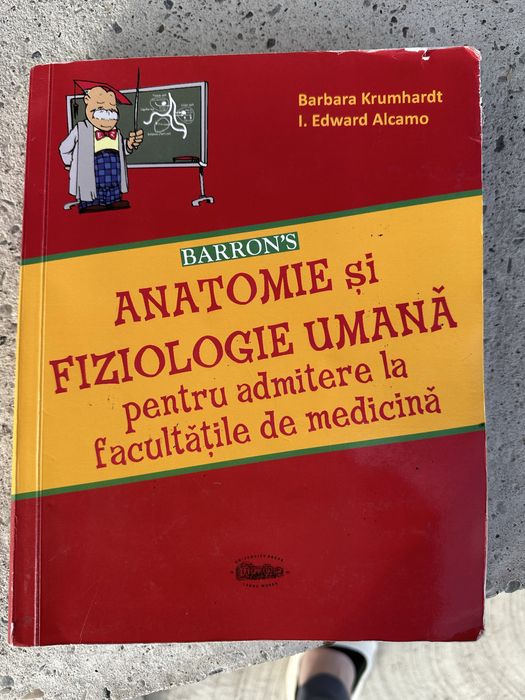 Barbara Krumhardt
I. Edward Alcamo
BARRON'S
ANATOMIE și
FIZIOLOGIE UMANĂ
pentru admitere la
facultățile de medicină